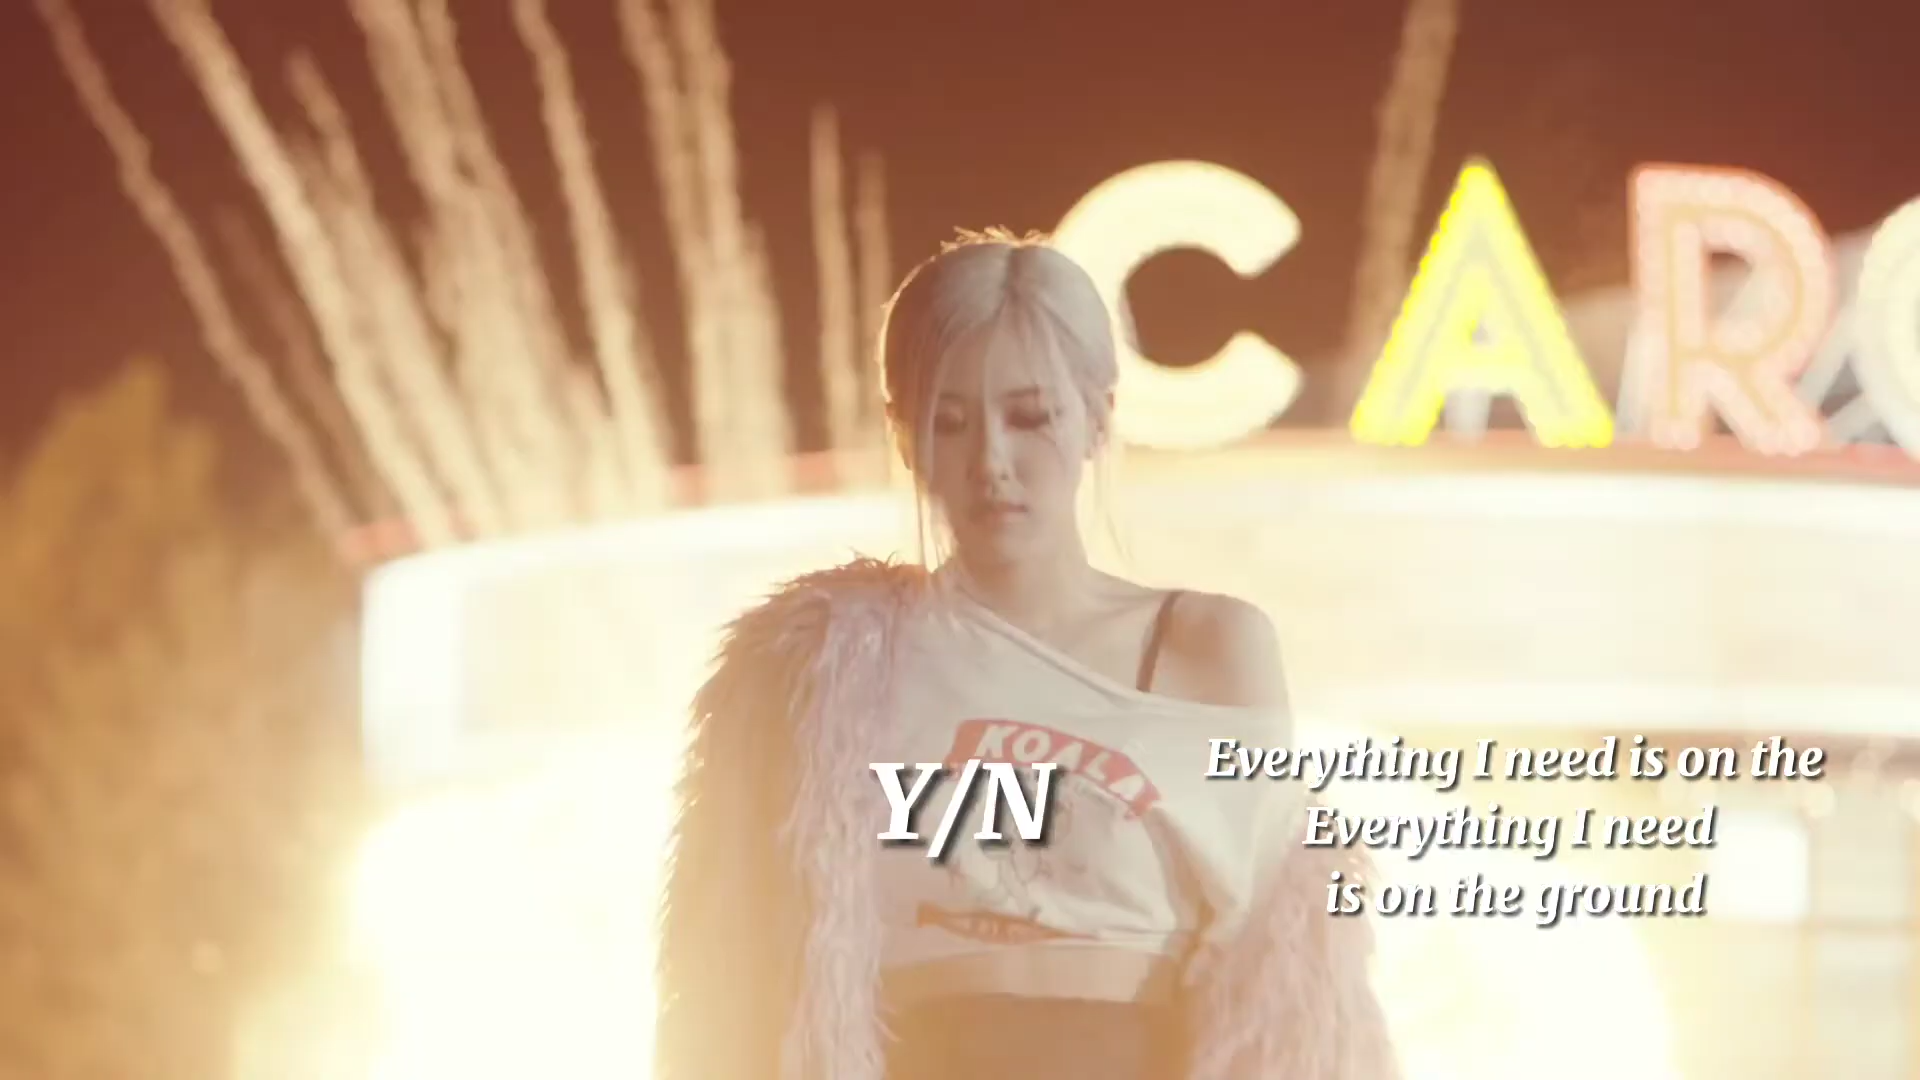 CAR
KOALA
Y/N
Everything I need is on the
Everything I need
is on the ground